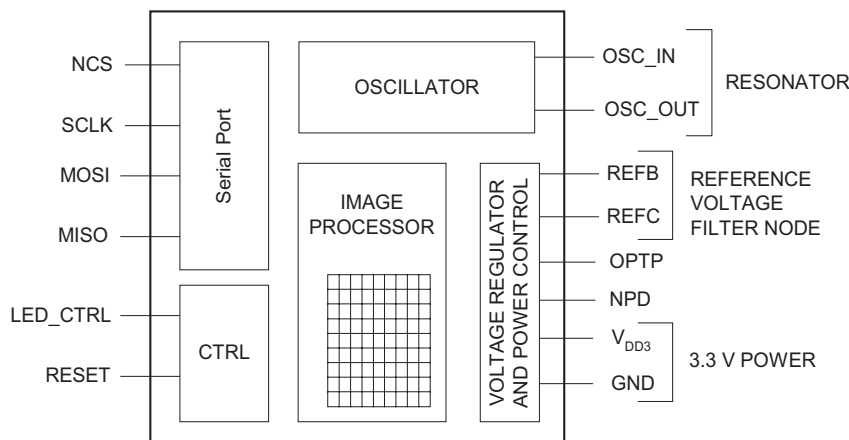 NCS
SCLK
MOSI
MISO
LED_CTRL
RESET
Serial Port
CTRL
OSCILLATOR
IMAGE
PROCESSOR
VOLTAGE REGULATOR
AND POWER CONTROL
OSC_IN
OSC_OUT
RESONATOR
REFB
REFC
REFERENCE
VOLTAGE
FILTER NODE
OPTP
NPD
VDD3
GND
3.3 V POWER